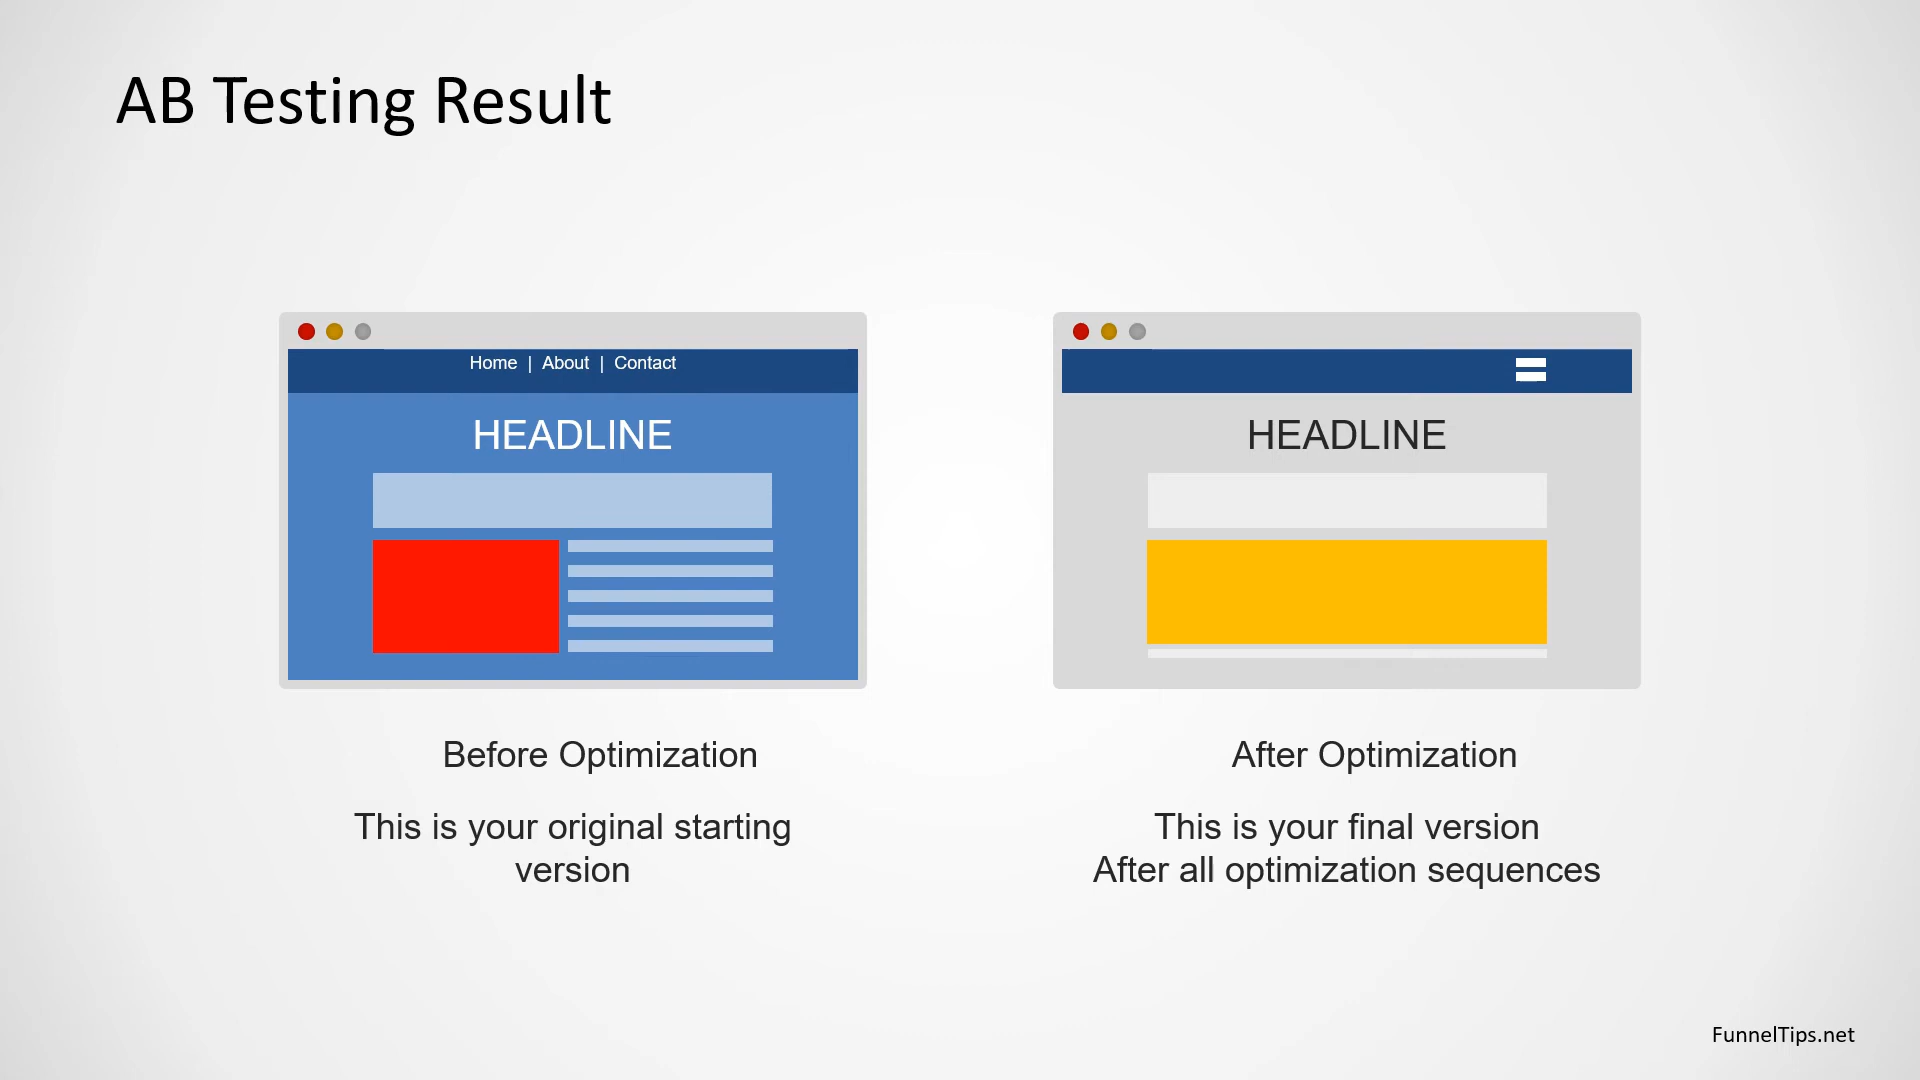 AB Testing Result
Home | About | Contact
HEADLINE
HEADLINE
Before Optimization
This is your original starting
version
After Optimization
This is your final version
After all optimization sequences
FunnelTips.net